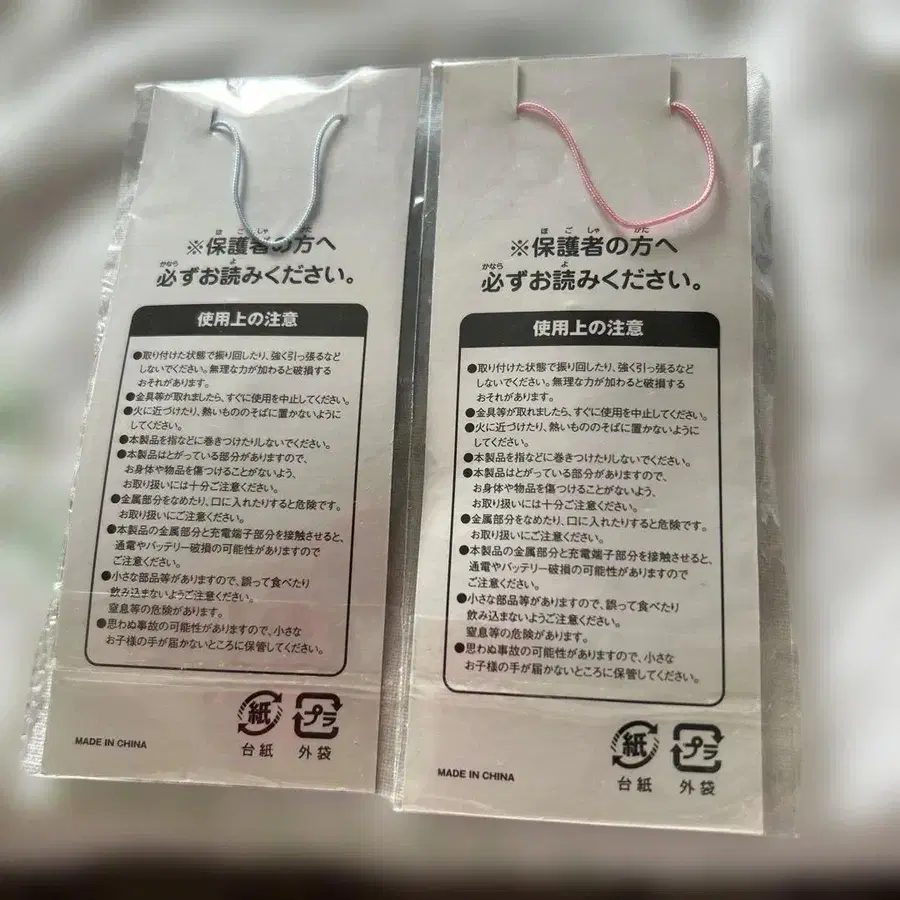 ほ ご しゃ かた
※保護者の方へ
かなら よ
必ずお読みください。
使用上の注意
●取り付けた状態で振り回したり、強く引っ張るなど
しないでください。無理な力が加わると破損する
おそれがあります。
●金具等が取れましたら、すぐに使用を中止してください。
●火に近づけたり、熱いもののそばに置かないように
してください。
●本製品を指などに巻きつけたりしないでください。
●本製品はとがっている部分がありますので、
お身体や物品を傷つけることがないよう、
お取り扱いには十分ご注意ください。
●金属部分をなめたり、口に入れたりすると危険です。
お取り扱いにご注意ください。
●本製品の金属部分と充電端子部分を接触させると、
通電やバッテリー破損の可能性がありますので
ご注意ください。
●小さな部品等がありますので、誤って食べたり
飲み込まないようご注意ください。
窒息等の危険があります。
●思わぬ事故の可能性がありますので、小さな
お子様の手が届かないところに保管してください。
MADE IN CHINA
紙
台紙
プラ
外袋
ほ ご しゃ かた
※保護者の方へ
かなら よ
必ずお読みください。
使用上の注意
●取り付けた状態で振り回したり、強く引っ張るなど
しないでください。無理な力が加わると破損する
おそれがあります。
●金具等が取れましたら、すぐに使用を中止してください。
●火に近づけたり、熱いもののそばに置かないように
してください。
●本製品を指などに巻きつけたりしないでください。
●本製品はとがっている部分がありますので、
お身体や物品を傷つけることがないよう、
お取り扱いには十分ご注意ください。
●金属部分をなめたり、口に入れたりすると危険です。
お取り扱いにご注意ください。
●本製品の金属部分と充電端子部分を接触させると、
通電やバッテリー破損の可能性がありますので
ご注意ください。
●小さな部品等がありますので、誤って食べたり
飲み込まないようご注意ください。
窒息等の危険があります。
●思わぬ事故の可能性がありますので、小さな
お子様の手が届かないところに保管してください。
MADE IN CHINA
紙
台紙
プラ
外袋